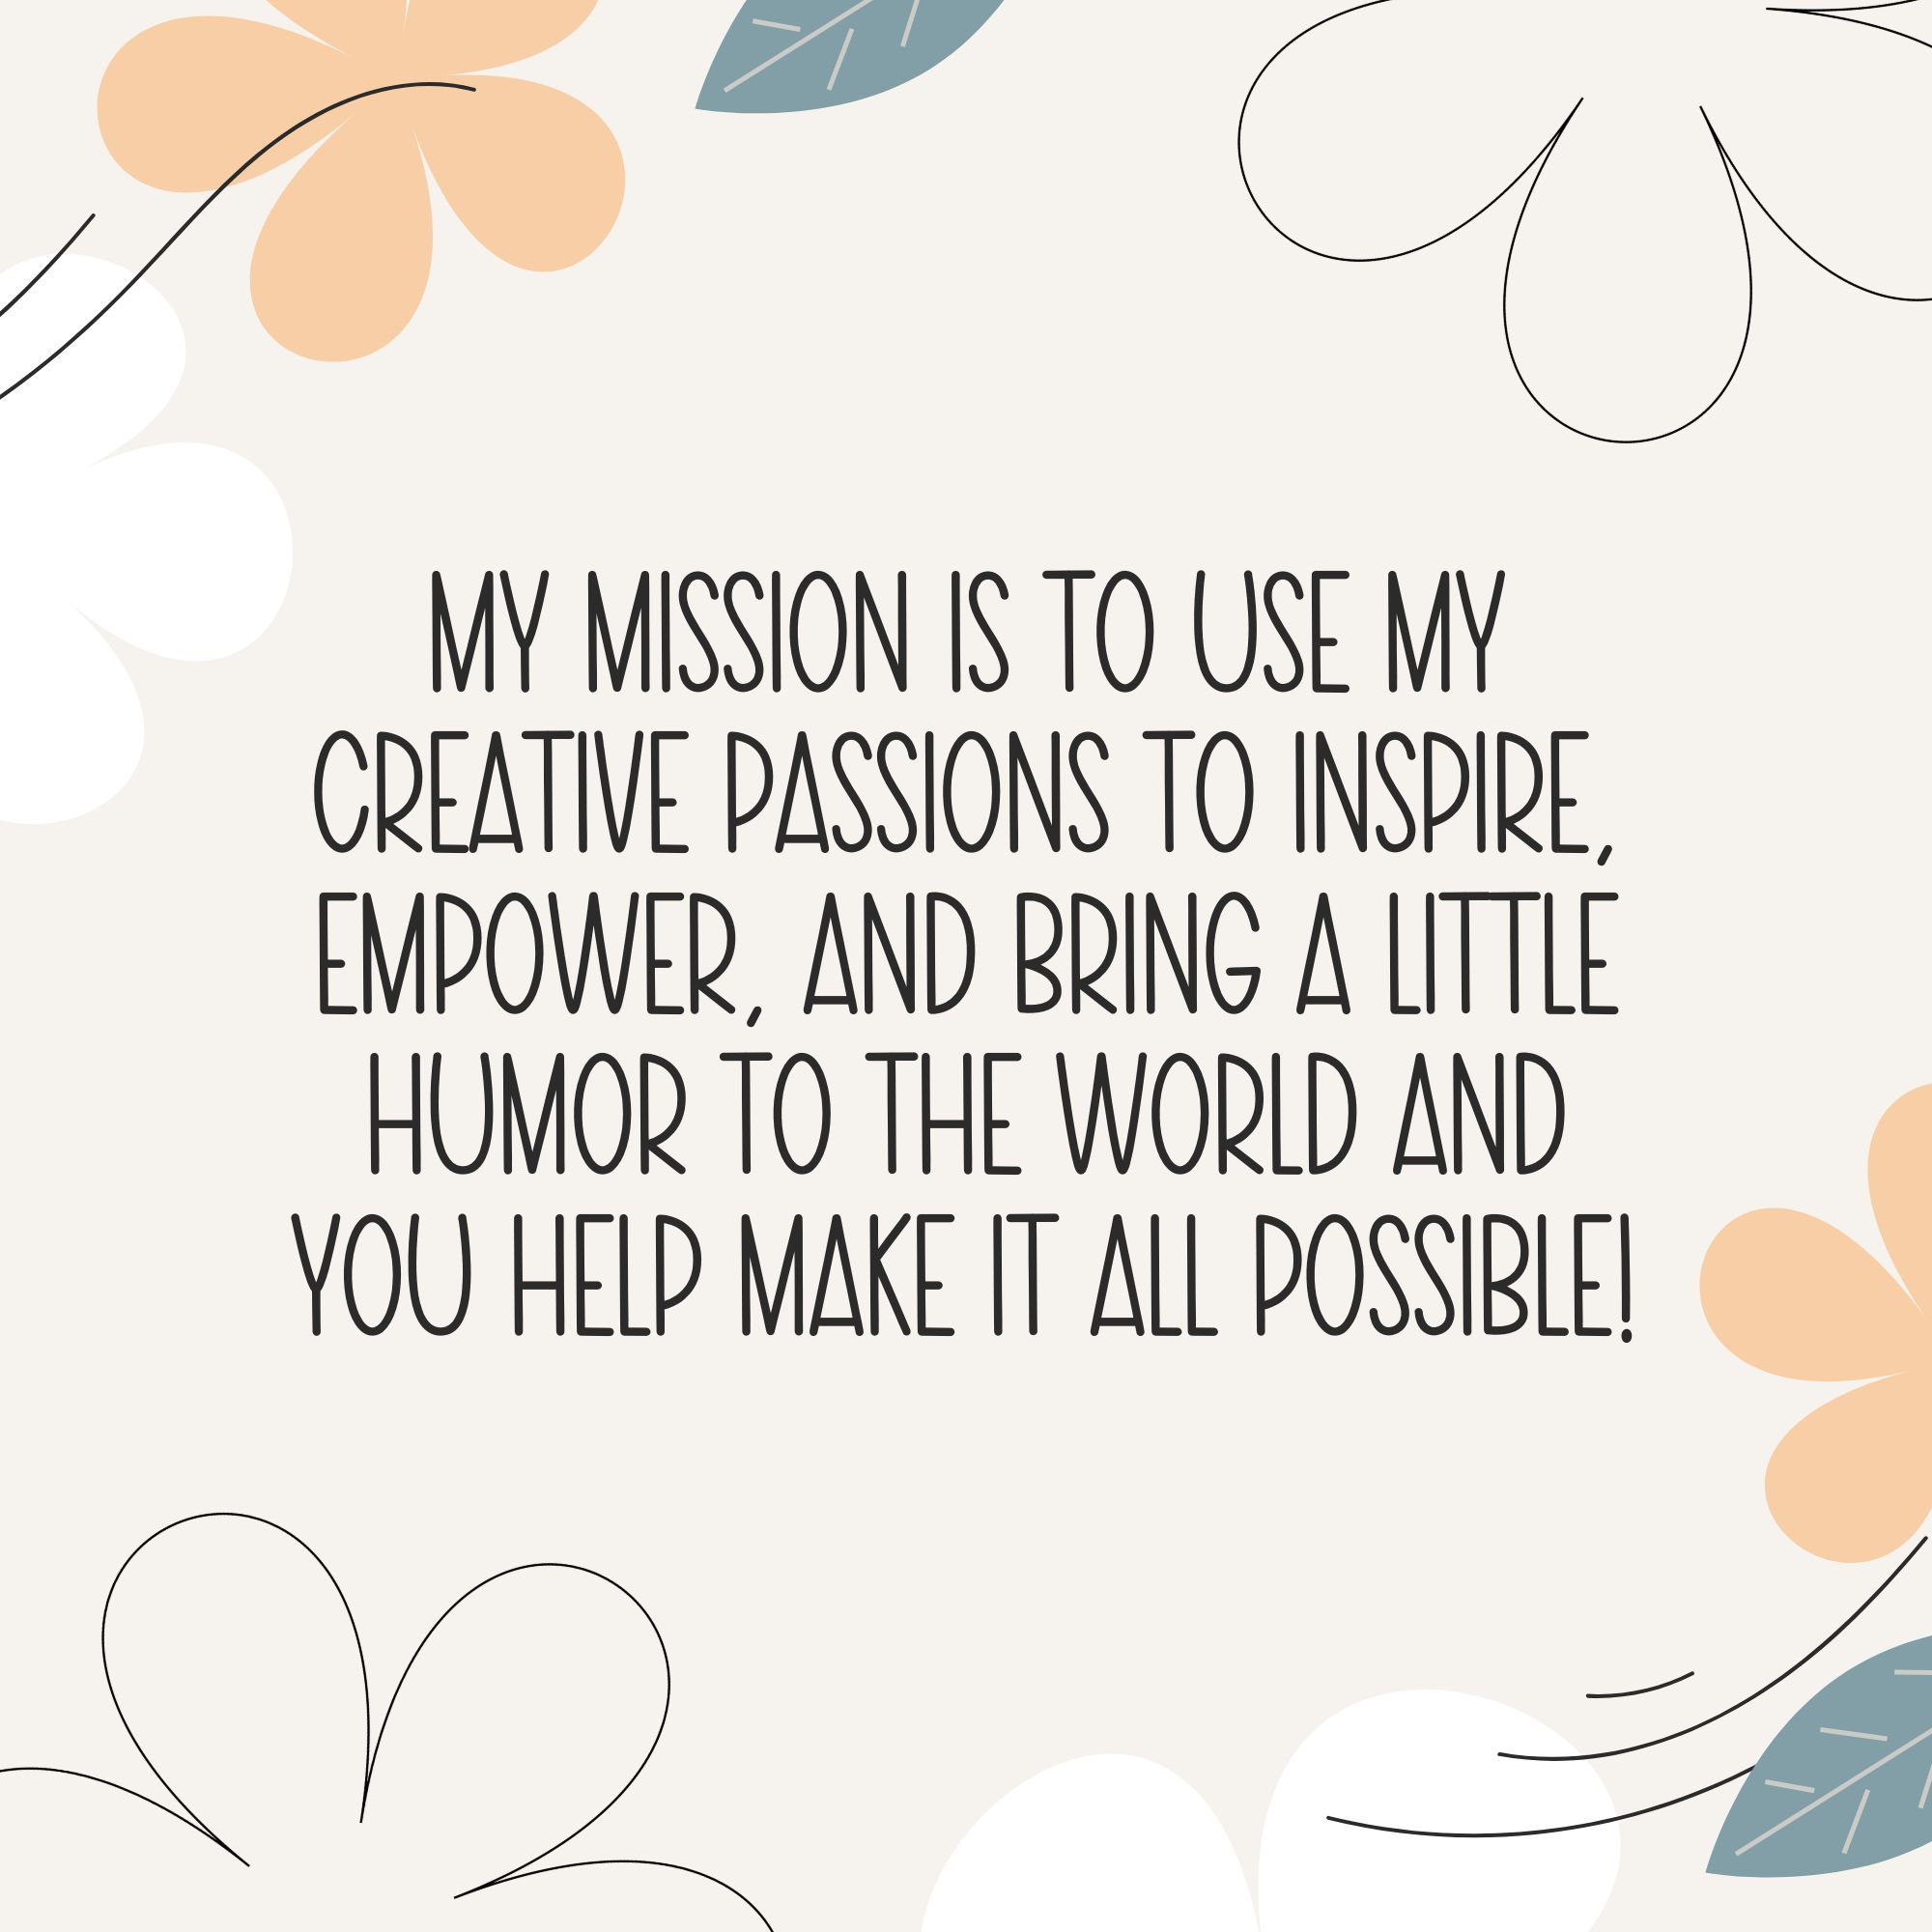 MY MISSION IS TO USE MY
CREATIVE PASSIONS TO INSPIRE,
EMPOWER, AND BRING A LITTLE
HUMOR TO THE WORLD AND
YOU HELP MAKE IT ALL POSSIBLE!